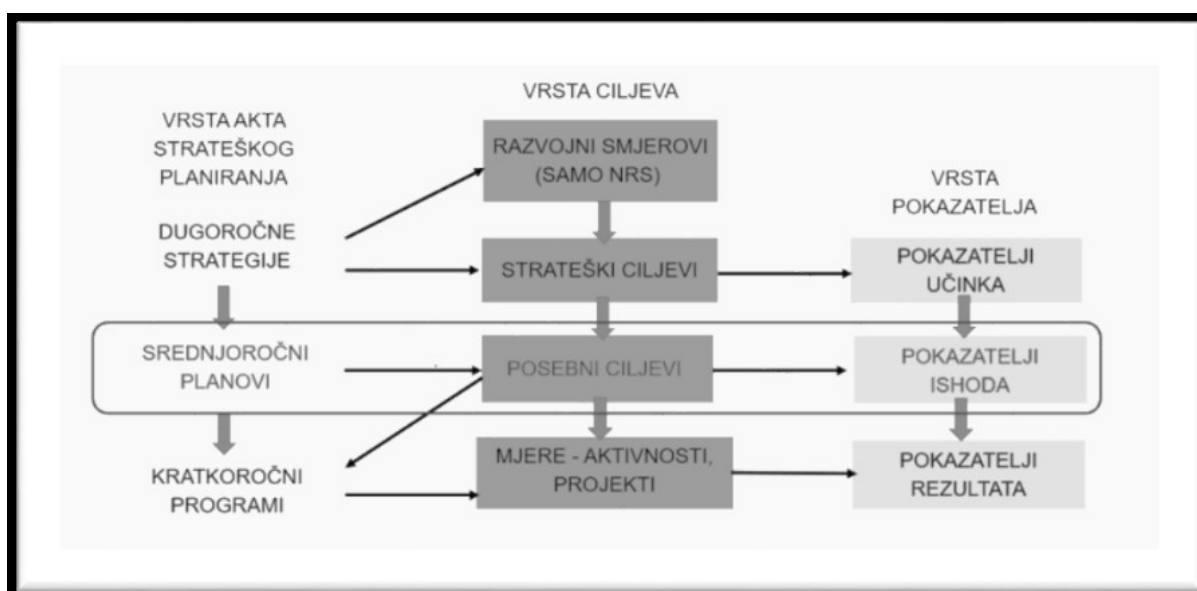 VRSTA AKTA
STRATEŠKOG
PLANIRANJA
DUGOROČNE
STRATEGIJE
SREDNJOROČNI
PLANOVI
KRATKOROČNI
PROGRAMI
VRSTA CILJEVA
RAZVOJNI SMJEROVI
(SAMO NRS)
STRATEŠKI CILJEVI
POSEBNI CILJEVI
MJERE - AKTIVNOSTI,
PROJEKTI
VRSTA
POKAZATELJA
POKAZATELJI
UČINKA
POKAZATELJI
ISHODA
POKAZATELJI
REZULTATA